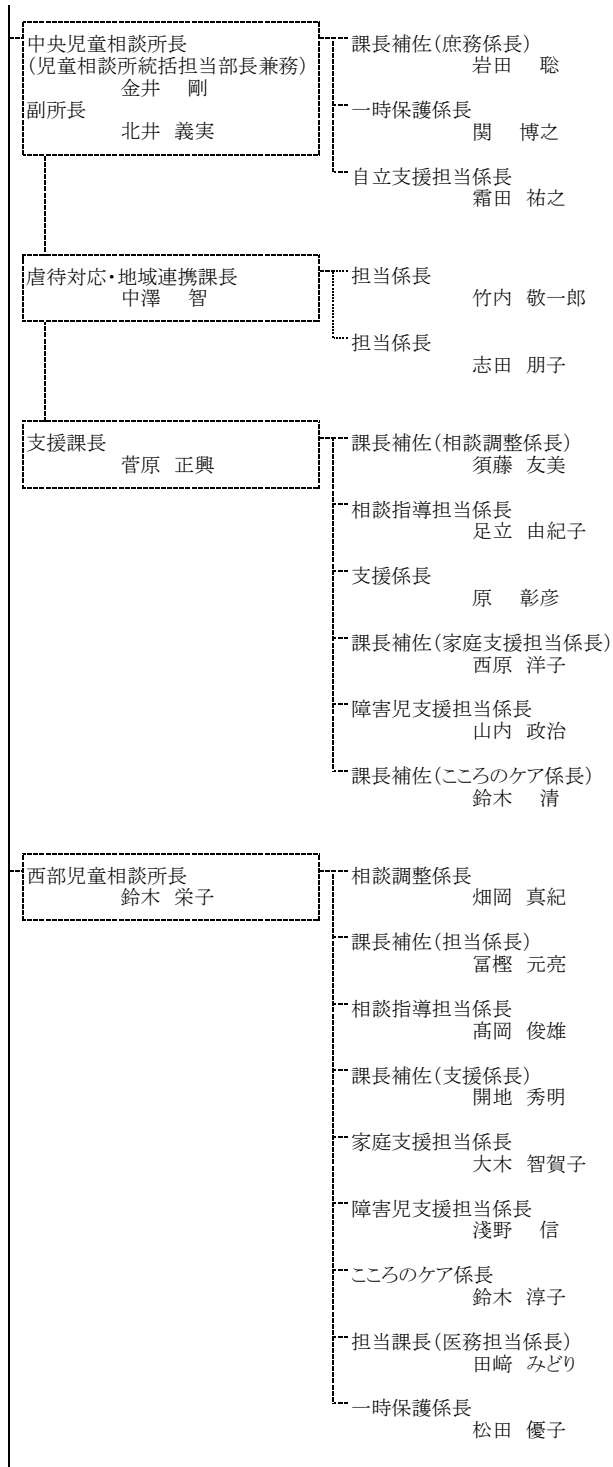 中央児童相談所長
(児童相談所統括担当部長兼務)
金井　剛
副所長
北井 義実
課長補佐(庶務係長)
岩田　聡
一時保護係長
関　博之
自立支援担当係長
霜田 祐之
虐待対応・地域連携課長
中澤　智
担当係長
竹内 敬一郎
担当係長
志田 朋子
支援課長
菅原 正興
課長補佐(相談調整係長)
須藤 友美
相談指導担当係長
足立 由紀子
支援係長
原　彰彦
課長補佐(家庭支援担当係長)
西原 洋子
障害児支援担当係長
山内 政治
課長補佐(こころのケア係長)
鈴木　清
西部児童相談所長
鈴木 栄子
相談調整係長
畑岡 真紀
課長補佐(担当係長)
冨樫 元亮
相談指導担当係長
髙岡 俊雄
課長補佐(支援係長)
開地 秀明
家庭支援担当係長
大木 智賀子
障害児支援担当係長
淺野　信
こころのケア係長
鈴木 淳子
担当課長(医務担当係長)
田﨑 みどり
一時保護係長
松田 優子